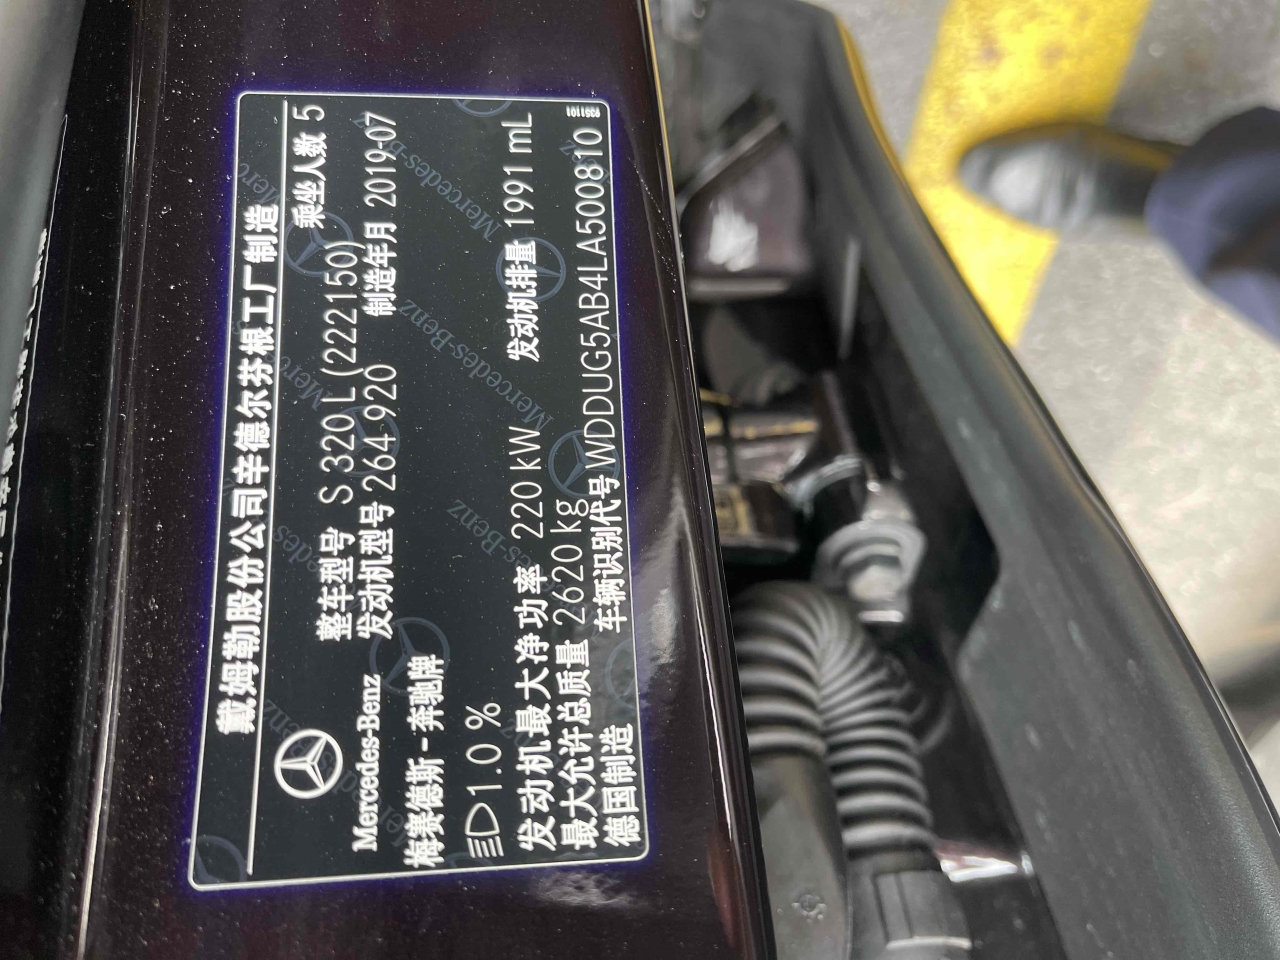 戴姆勒股份公司辛德尔芬根工厂制造
整车型号 S 320 L (222150) 乘坐人数 5
Mercedes-Benz 发动机型号 264 920 制造年月 2019-07
梅赛德斯-奔驰牌
1.0 %
发动机最大净功率 220 kW 发动机排量 1991 mL
最大允许总质量 2620 kg
德国制造 车辆识别代号 WDDUG5AB4LA500810
9351101